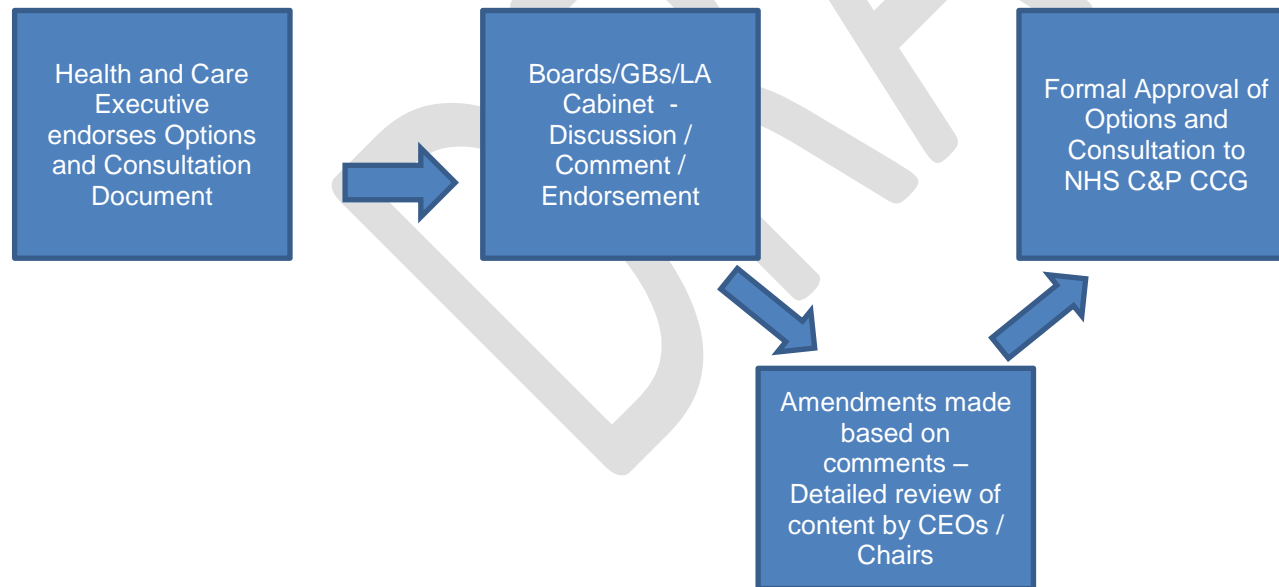 Health and Care
Executive
endorses Options
and Consultation
Document
Boards/GBs/LA
Cabinet -
Discussion /
Comment /
Endorsement
Formal Approval of
Options and
Consultation to
NHS C&P CCG
Amendments made
based on
comments –
Detailed review of
content by CEOs /
Chairs